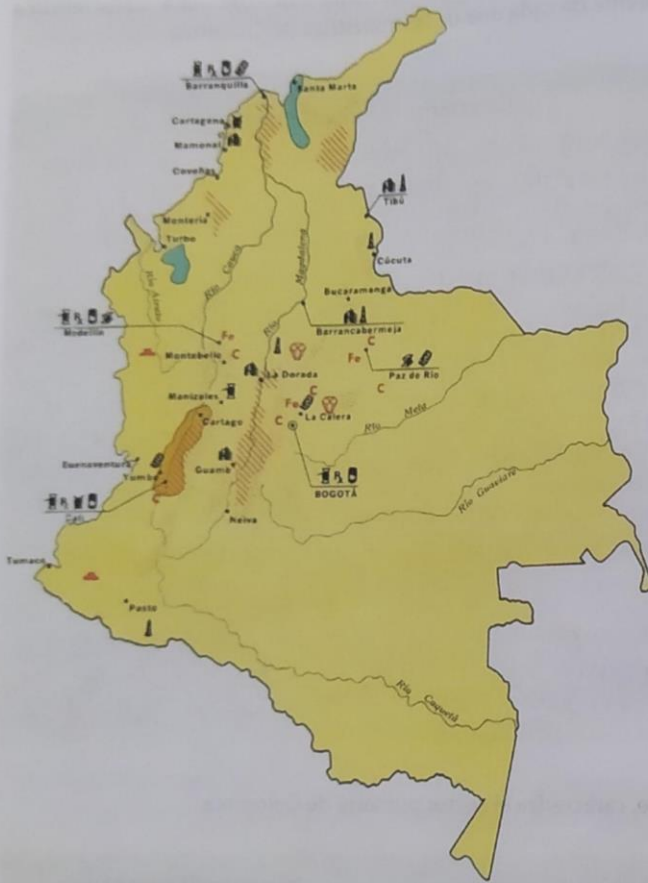 Santa Marta
Barranquilla
Cartagena
Mamonal
Coveñas
Tibú
Montería
Turbo
Cúcuta
Río Cauca
Magdalena
Río
Río Atrato
Bucaramanga
Barrancabermeja
Medellín
Fe
C
Fe
C
Montebello
C
La Dorada
Paz de Río
C
Manizales
C
Fe
La Calera
Cartago
C
Río Meta
Buenaventura
Guamo
Yumbo
BOGOTÁ
Río Guaviare
Cali
C
Neiva
Tumaco
Pasto
Río Caquetá